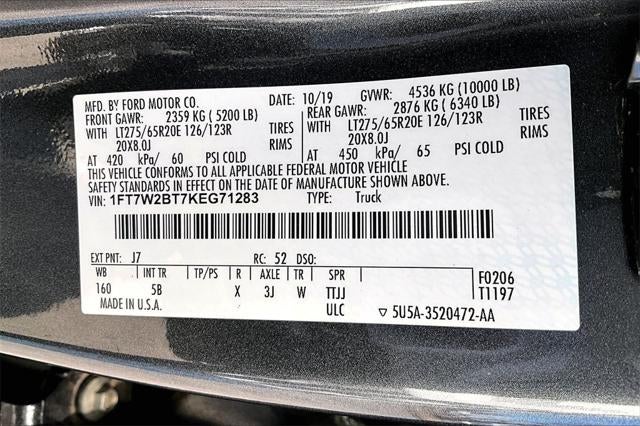 MFD. BY FORD MOTOR CO. 10/19 GVWR: 4536 KG (10000 LB)
FRONT GAWR: 2359 KG (5200 LB) REAR GAWR: 2876 KG (6340 LB)
WITH LT275/65R20E 126/123R TIRES WITH LT275/65R20E 126/123R TIRES
20X8.0J RIMS 20X8.0J RIMS
AT 420 kPa/ 60 PSI COLD AT 450 kPa/ 65 PSI COLD
THIS VEHICLE CONFORMS TO ALL APPLICABLE FEDERAL MOTOR VEHICLE
SAFETY STANDARDS IN EFFECT ON THE DATE OF MANUFACTURE SHOWN ABOVE.
VIN: 1FT7W2BT7KEG71283 TYPE: Truck
EXT PNT: J7 RC: 52 DSO:
WB INT TR TP/PS R AXLE TR SPR F0206
160 5B X 3J W TTJJ T1197
MADE IN U.S.A. ULC ▽ 5U5A-3520472-AA